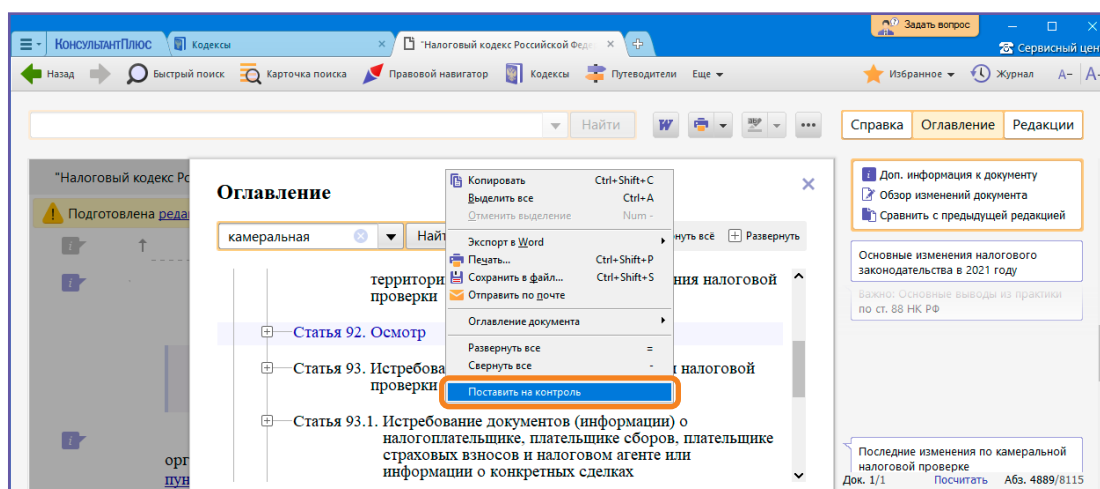 Задать вопрос
КонсультантПлюс
Кодексы
"Налоговый кодекс Российской Феде
Сервисный цен
Назад
Быстрый поиск
Карточка поиска
Правовой навигатор
Кодексы
Путеводители
Еще
Избранное
Журнал
А−
А
Найти
W
•••
Справка
Оглавление
Редакции
"Налоговый кодекс Рос
Подготовлена редак
Оглавление
камеральная
Найт
нуть всё
Развернуть
территори
ния налоговой
проверки
Статья 92. Осмотр
Статья 93. Истребова
и налоговой
проверки
Статья 93.1. Истребование документов (информации) о
налогоплательщике, плательщике сборов, плательщике
страховых взносов и налоговом агенте или
информации о конкретных сделках
Копировать Ctrl+Shift+C
Выделить все Ctrl+A
Отменить выделение Num -
Экспорт в Word
Печать... Ctrl+Shift+P
Сохранить в файл... Ctrl+Shift+S
Отправить по почте
Оглавление документа
Развернуть все =
Свернуть все -
Поставить на контроль
Доп. информация к документу
Обзор изменений документа
Сравнить с предыдущей редакцией
Основные изменения налогового
законодательства в 2021 году
Важно: Основные выводы из практики
по ст. 88 НК РФ
орг
пун
Последние изменения по камеральной
налоговой проверке
Док. 1/1
Посчитать
Абз. 4889/8115